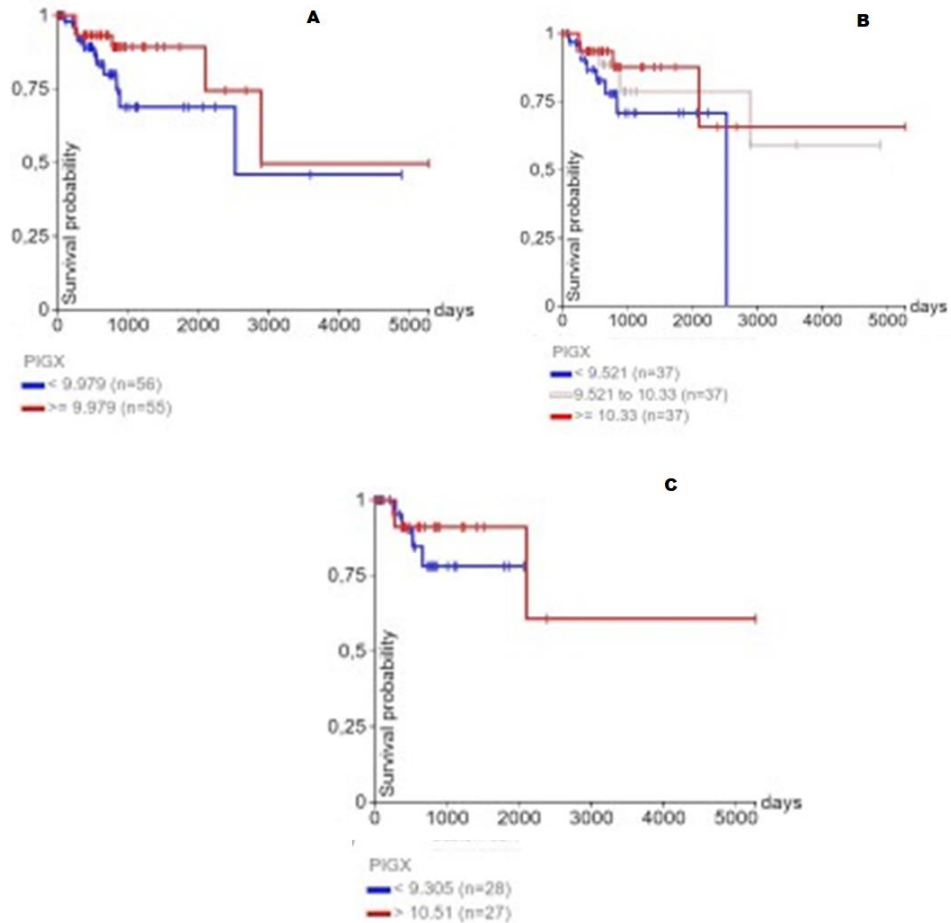 A
1
0,75
0,5
0,25
0
Survival probability
0 1000 2000 3000 4000 5000 days
PIGX
< 9.979 (n=56)
>= 9.979 (n=55)
B
1
0,75
0,5
0,25
0
Survival probability
0 1000 2000 3000 4000 5000 days
PIGX
< 9.521 (n=37)
9.521 to 10.33 (n=37)
>= 10.33 (n=37)
C
1
0,75
0,5
0,25
0
Survival probability
0 1000 2000 3000 4000 5000 days
PIGX
< 9.305 (n=28)
> 10.51 (n=27)